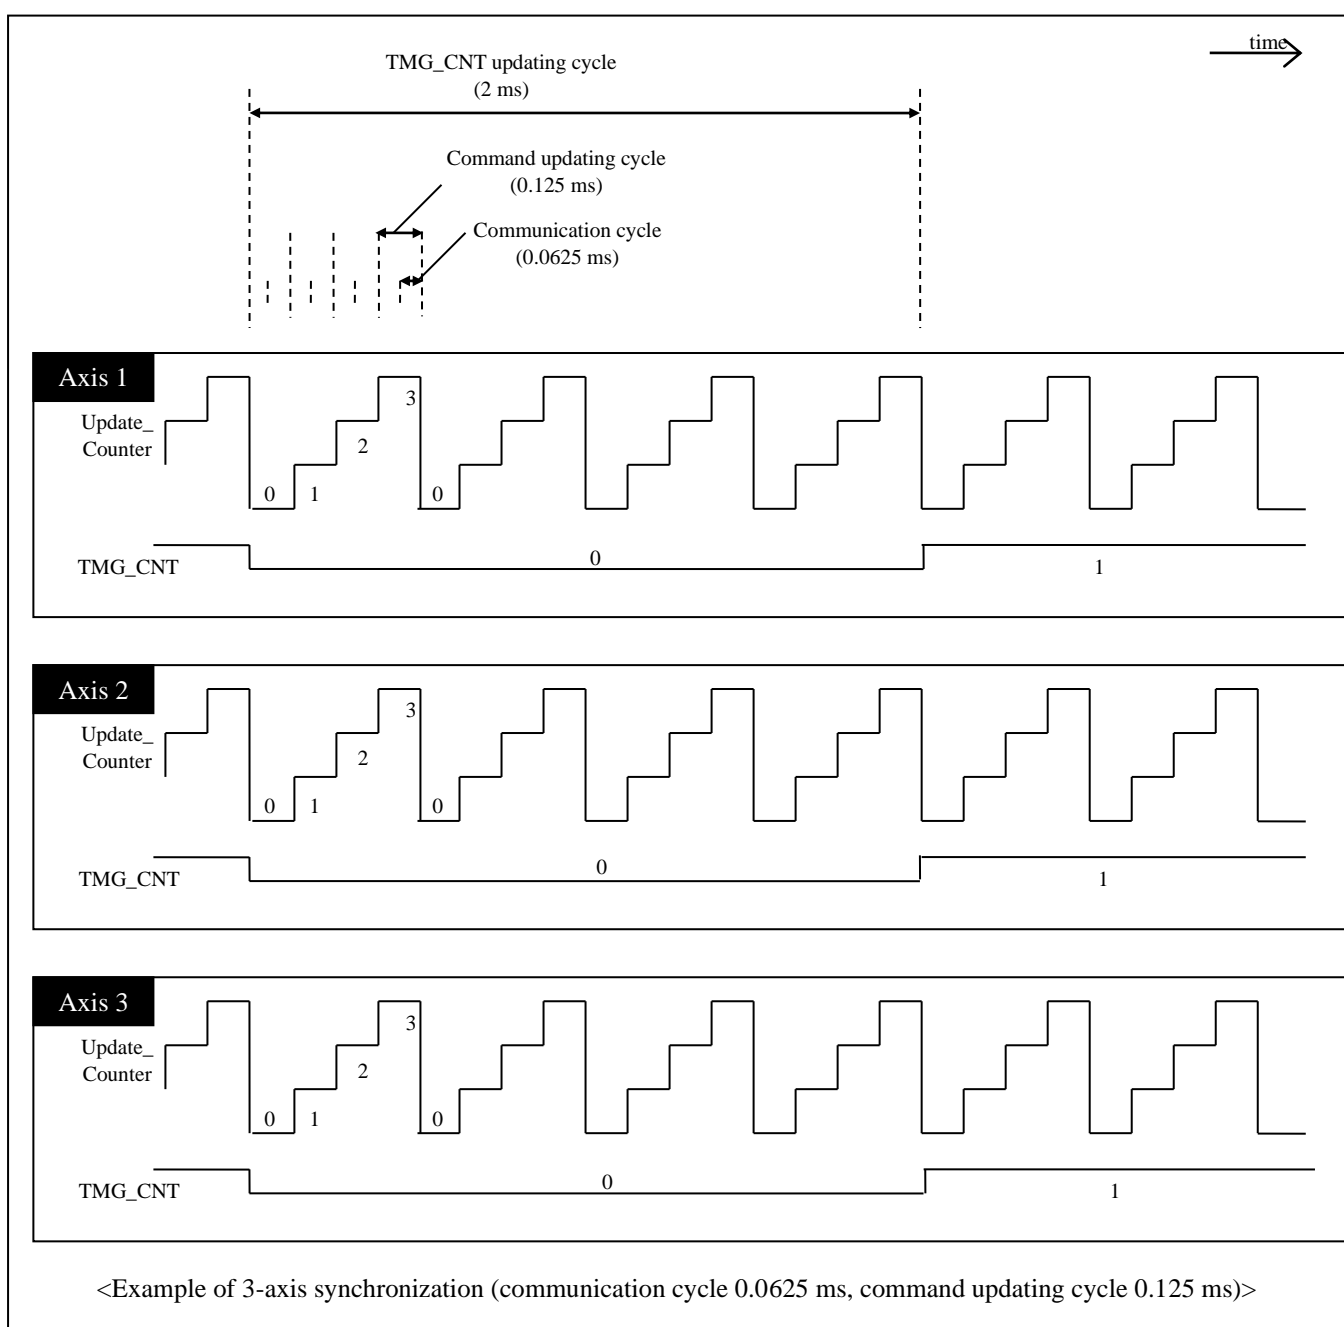 time
TMG_CNT updating cycle
(2 ms)
Command updating cycle
(0.125 ms)
Communication cycle
(0.0625 ms)
Axis 1
Update_
Counter
3
2
0
1
0
TMG_CNT
0
1
Axis 2
Update_
Counter
3
2
0
1
0
TMG_CNT
0
1
Axis 3
Update_
Counter
3
2
0
1
0
TMG_CNT
0
1
<Example of 3-axis synchronization (communication cycle 0.0625 ms, command updating cycle 0.125 ms)>